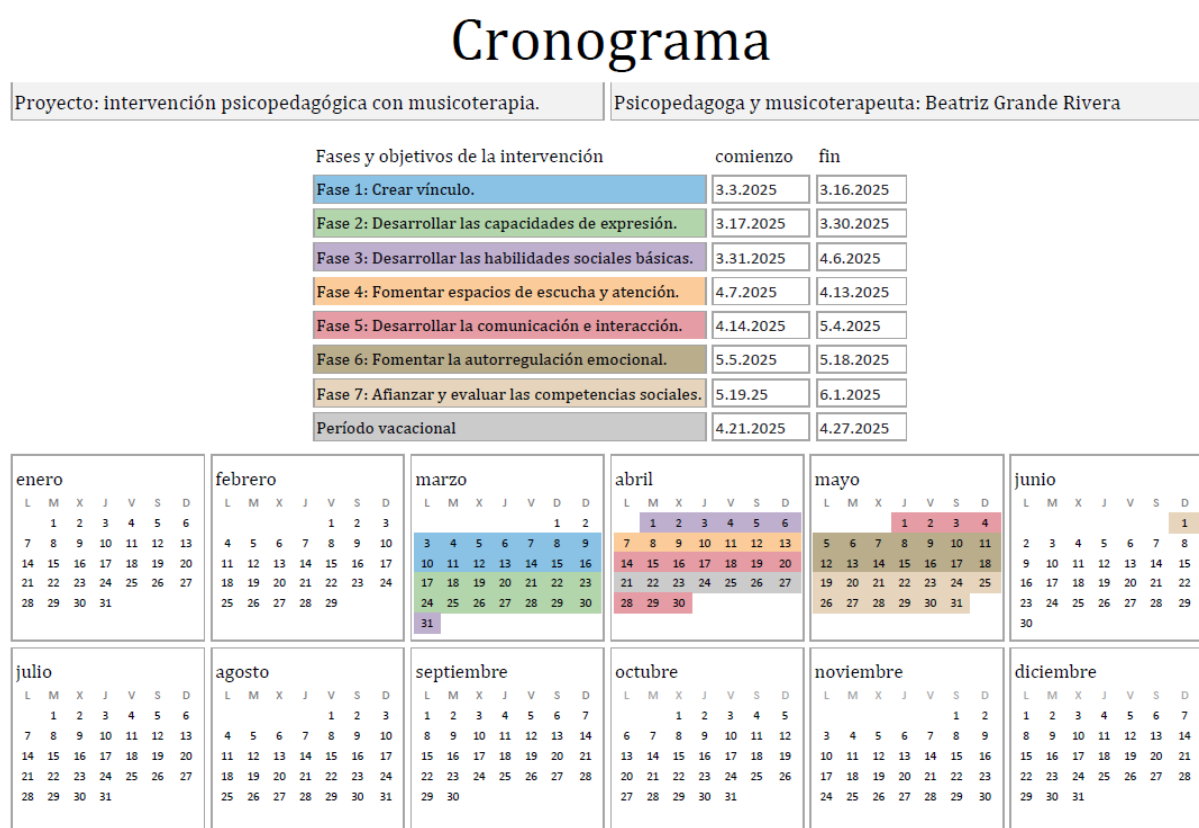 Cronograma
Proyecto: intervención psicopedagógica con musicoterapia. Psicopedagoga y musicoterapeuta: Beatriz Grande Rivera
Fases y objetivos de la intervención comienzo fin
Fase 1: Crear vínculo. 3.3.2025 3.16.2025
Fase 2: Desarrollar las capacidades de expresión. 3.17.2025 3.30.2025
Fase 3: Desarrollar las habilidades sociales básicas. 3.31.2025 4.6.2025
Fase 4: Fomentar espacios de escucha y atención. 4.7.2025 4.13.2025
Fase 5: Desarrollar la comunicación e interacción. 4.14.2025 5.4.2025
Fase 6: Fomentar la autorregulación emocional. 5.5.2025 5.18.2025
Fase 7: Afianzar y evaluar las competencias sociales. 5.19.25 6.1.2025
Período vacacional 4.21.2025 4.27.2025
enero
L M X J V S D
1 2 3 4 5 6
7 8 9 10 11 12 13
14 15 16 17 18 19 20
21 22 23 24 25 26 27
28 29 30 31
febrero
L M X J V S D
1 2 3
4 5 6 7 8 9 10
11 12 13 14 15 16 17
18 19 20 21 22 23 24
25 26 27 28 29
marzo
L M X J V D D
1 2
3 4 5 6 7 8 9
10 11 12 13 14 15 16
17 18 19 20 21 22 23
24 25 26 27 28 29 30
31
abril
L M X J V S D
1 2 3 4 5 6
7 8 9 10 11 12 13
14 15 16 17 18 19 20
21 22 23 24 25 26 27
28 29 30
mayo
L M X J V S D
1 2 3 4
5 6 7 8 9 10 11
12 13 14 15 16 17 18
19 20 21 22 23 24 25
26 27 28 29 30 31
junio
L M X J V S D
1
2 3 4 5 6 7 8
9 10 11 12 13 14 15
16 17 18 19 20 21 22
23 24 25 26 27 28 29
30
julio
L M X J V S D
1 2 3 4 5 6
7 8 9 10 11 12 13
14 15 16 17 18 19 20
21 22 23 24 25 26 27
28 29 30 31
agosto
L M X J V S D
1 2 3
4 5 6 7 8 9 10
11 12 13 14 15 16 17
18 19 20 21 22 23 24
25 26 27 28 29 30 31
septiembre
L M X J V S D
1 2 3 4 5 6 7
8 9 10 11 12 13 14
15 16 17 18 19 20 21
22 23 24 25 26 27 28
29 30
octubre
L M X J V S D
1 2 3 4 5
6 7 8 9 10 11 12
13 14 15 16 17 18 19
20 21 22 23 24 25 26
27 28 29 30 31
noviembre
L M X J V S D
1 2
3 4 5 6 7 8 9
10 11 12 13 14 15 16
17 18 19 20 21 22 23
24 25 26 27 28 29 30
diciembre
L M X J V S D
1 2 3 4 5 6 7
8 9 10 11 12 13 14
15 16 17 18 19 20 21
22 23 24 25 26 27 28
29 30 31